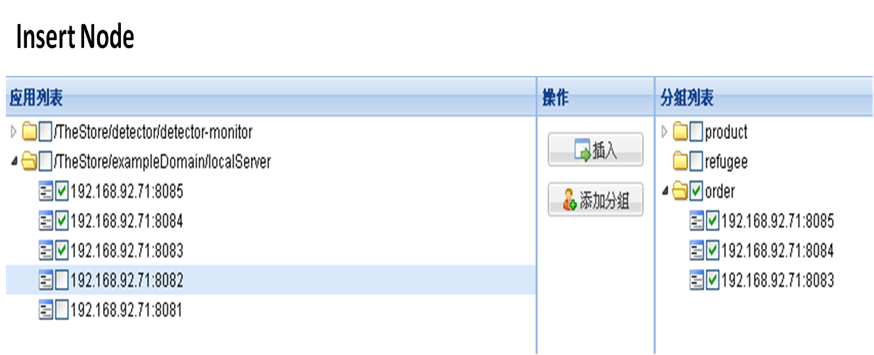 Insert Node
应用列表
/TheStore/detector/detector-monitor
/TheStore/exampleDomain/localServer
192.168.92.71:8085
192.168.92.71:8084
192.168.92.71:8083
192.168.92.71:8082
192.168.92.71:8081
操作
插入
添加分组
分组列表
product
refugee
order
192.168.92.71:8085
192.168.92.71:8084
192.168.92.71:8083